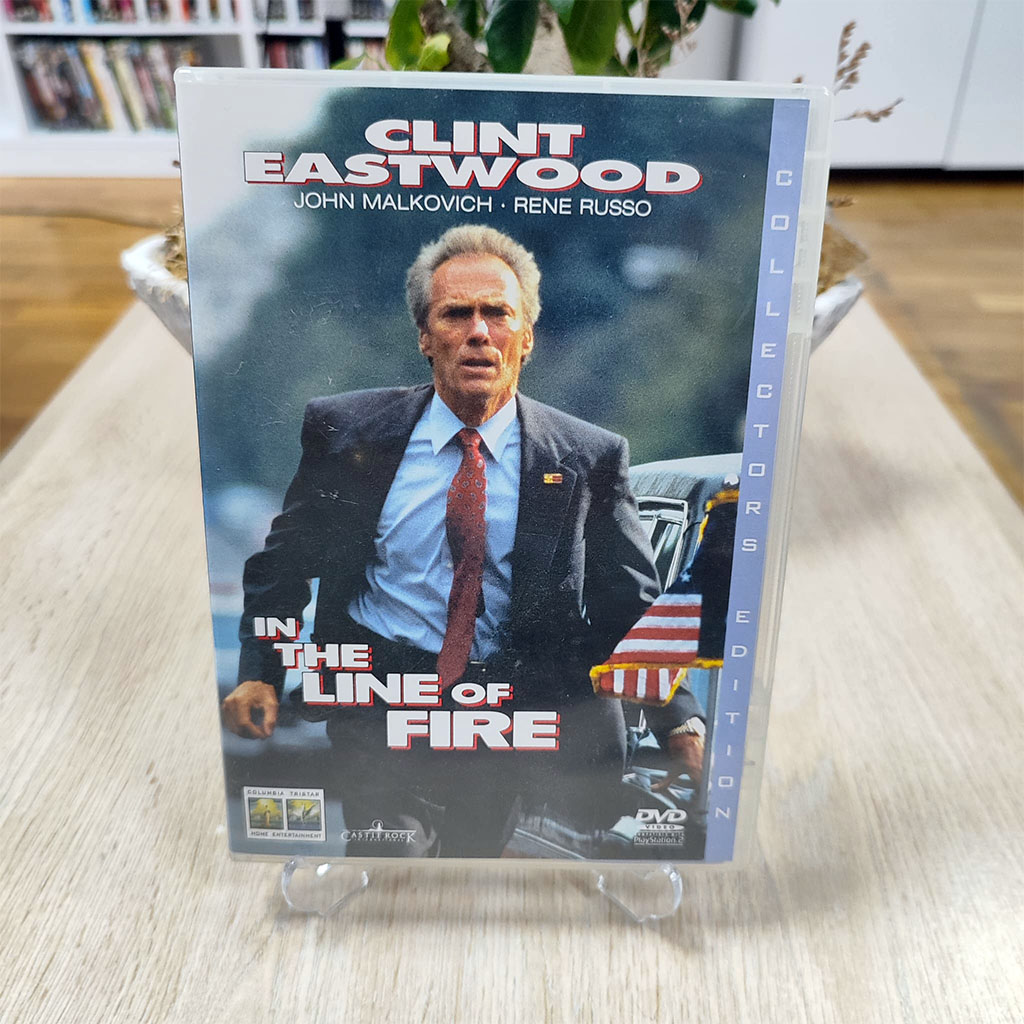 CLINT
EASTWOOD
JOHN MALKOVICH · RENE RUSSO
COLLECTORS EDITION
IN
THE
LINE OF
FIRE
COLUMBIA TRISTAR
HOME ENTERTAINMENT
CASTLE ROCK
DVD
VIDEO
PlayStation 2